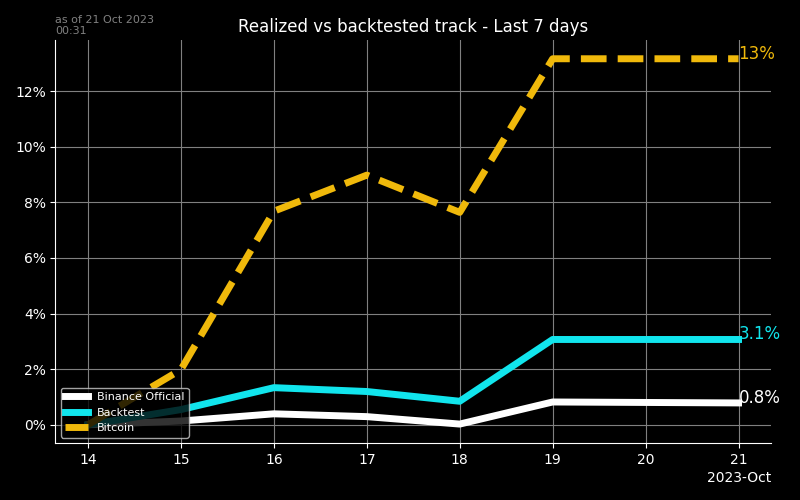 as of 21 Oct 2023
00:31
Realized vs backtested track - Last 7 days
12%
10%
8%
6%
4%
2%
0%
13%
3.1%
0.8%
Binance Official
Backtest
Bitcoin
14 15 16 17 18 19 20 21
2023-Oct